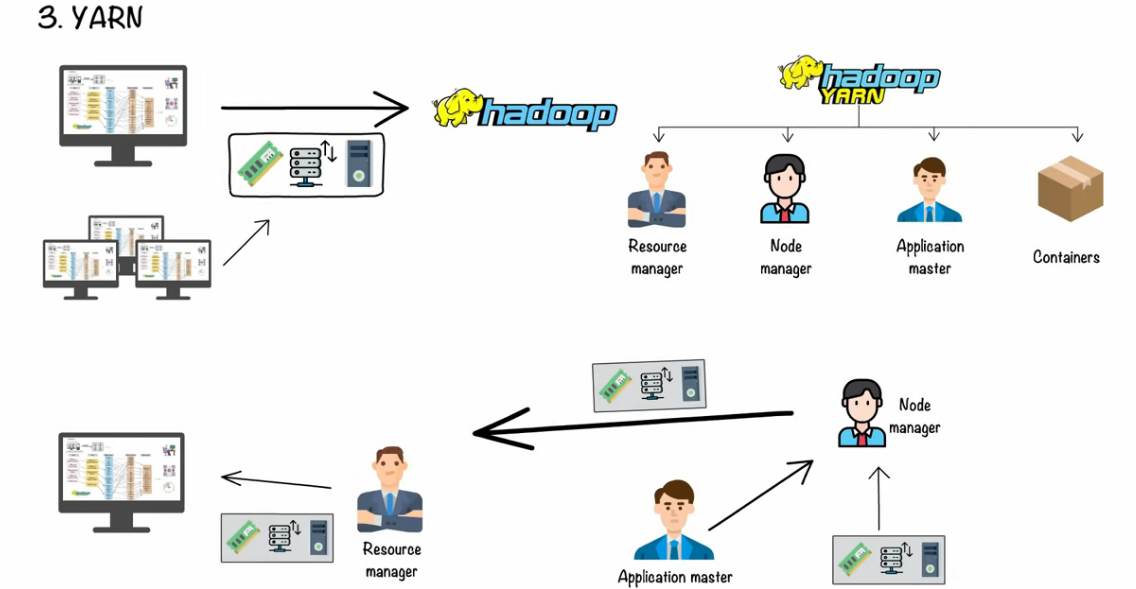 3. YARN
hadoop
hadoop
YARN
Resource
manager
Node
manager
Application
master
Containers
Node
manager
Resource
manager
Application master